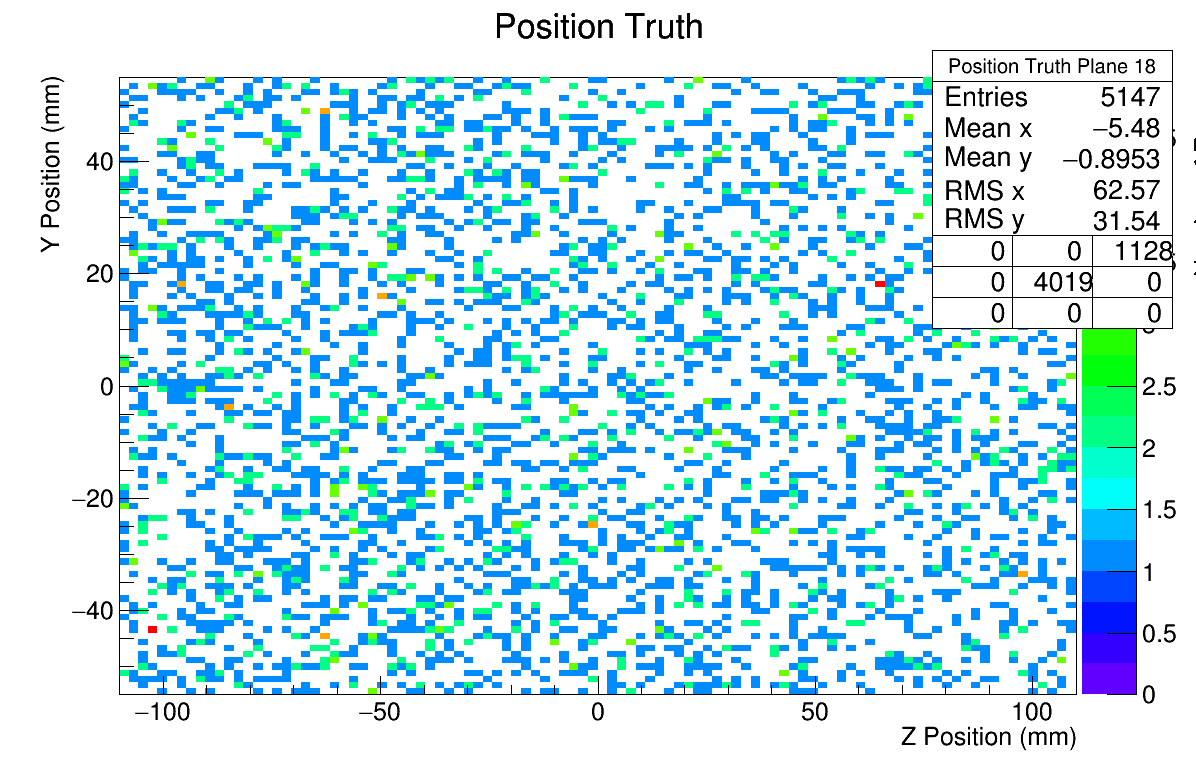 Position Truth
Position Truth Plane 18
Entries 5147
Mean x −5.48
Mean y −0.8953
RMS x 62.57
RMS y 31.54
0 0 1128
0 4019 0
0 0 0
Y Position (mm)
40
20
0
−20
−40
−100 −50 0 50 100
Z Position (mm)
2.5
2
1.5
1
0.5
0